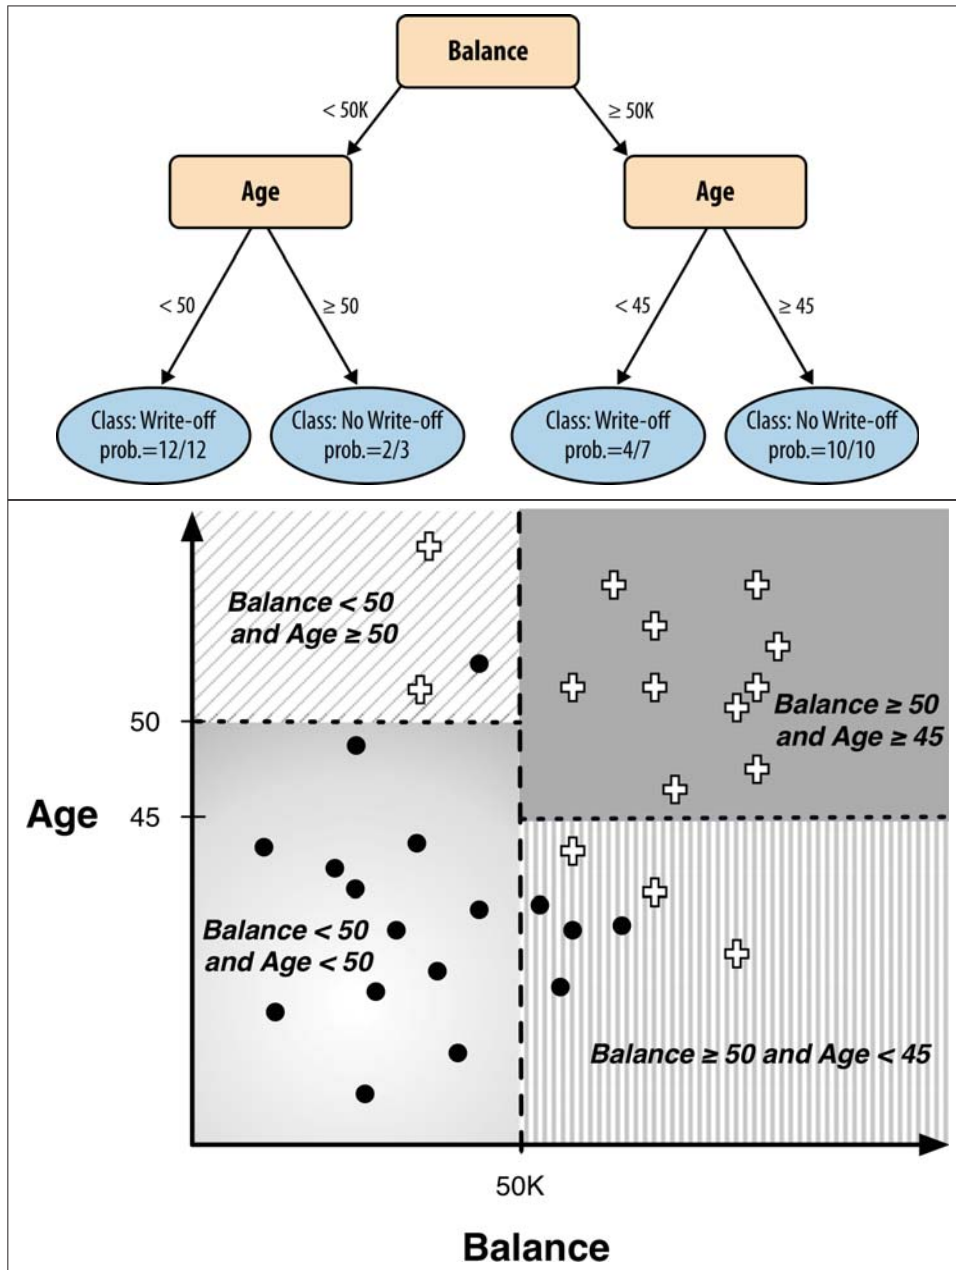 Balance
< 50K
≥ 50K
Age
Age
< 50
≥ 50
< 45
≥ 45
Class: Write-off
prob.=12/12
Class: No Write-off
prob.=2/3
Class: Write-off
prob.=4/7
Class: No Write-off
prob.=10/10
Balance < 50
and Age ≥ 50
Balance ≥ 50
and Age ≥ 45
50
Age
45
Balance < 50
and Age < 50
Balance ≥ 50 and Age < 45
50K
Balance